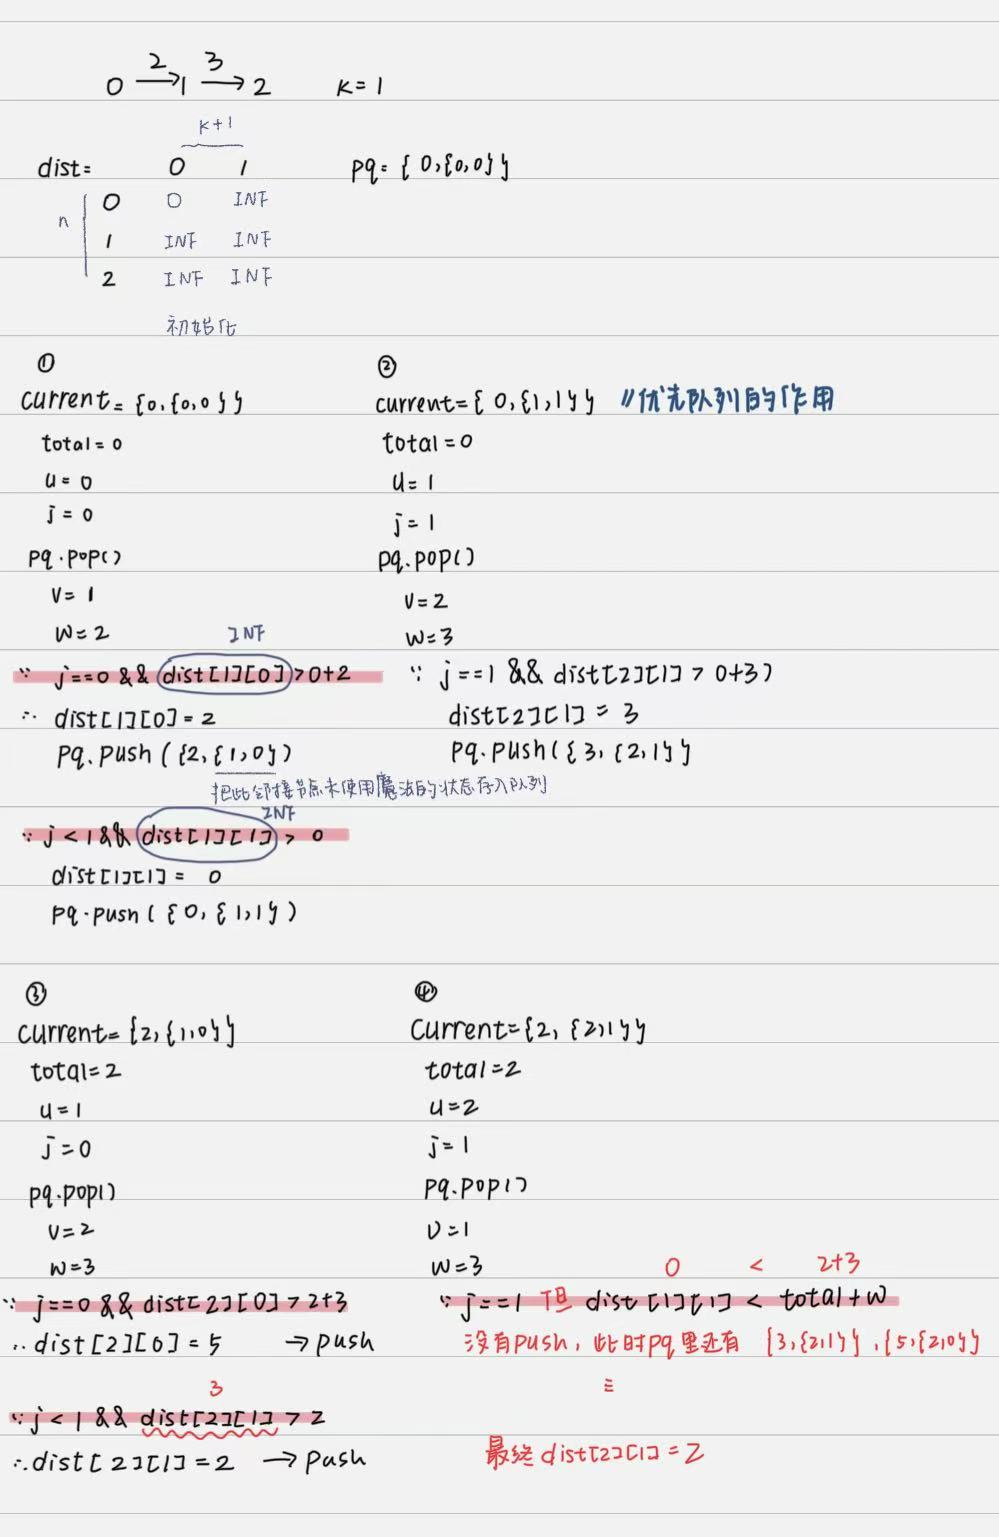 0 →2 1 →3 2 k=1
k+1
dist= 0 1 pq={0,{0,0}}
n
0 0 INF
1 INF INF
2 INF INF
初始化
①
current={0,{0,0}}
total=0
u=0
j=0
pq.pop()
v=1
w=2
INF
∵ j==0 && dist[1][0]>0+2
∴ dist[1][0]=2
pq.push({2,{1,0})
把此邻接节点未使用魔法的状态存入队列
INF
∵ j<1 && dist[1][1]> 0
dist[1][1]= 0
pq.push({0,{1,1})
②
current={0,{1,1}} //优先队列的作用
total=0
u=1
j=1
pq.pop()
v=2
w=3
∵ j==1 && dist[2][1]>0+3)
dist[2][1]=3
pq.push({3,{2,1}}
③
current={2,{1,0}}
total=2
u=1
j=0
pq.pop()
v=2
w=3
∵ j==0 && dist[2][0]>2+3
∴dist[2][0]=5 →push
3
∵j<1 && dist[2][1]>2
∴dist[2][1]=2 →push
④
current={2,{2,1}}
total=2
u=2
j=1
pq.pop()
v=1
w=3
0 < 2+3
∵ j==1 但 dist[1][1] < total+w
没有push，此时pq里还有 {3,{2,1}},{5,{2,0}}
最终dist[2][1]=2